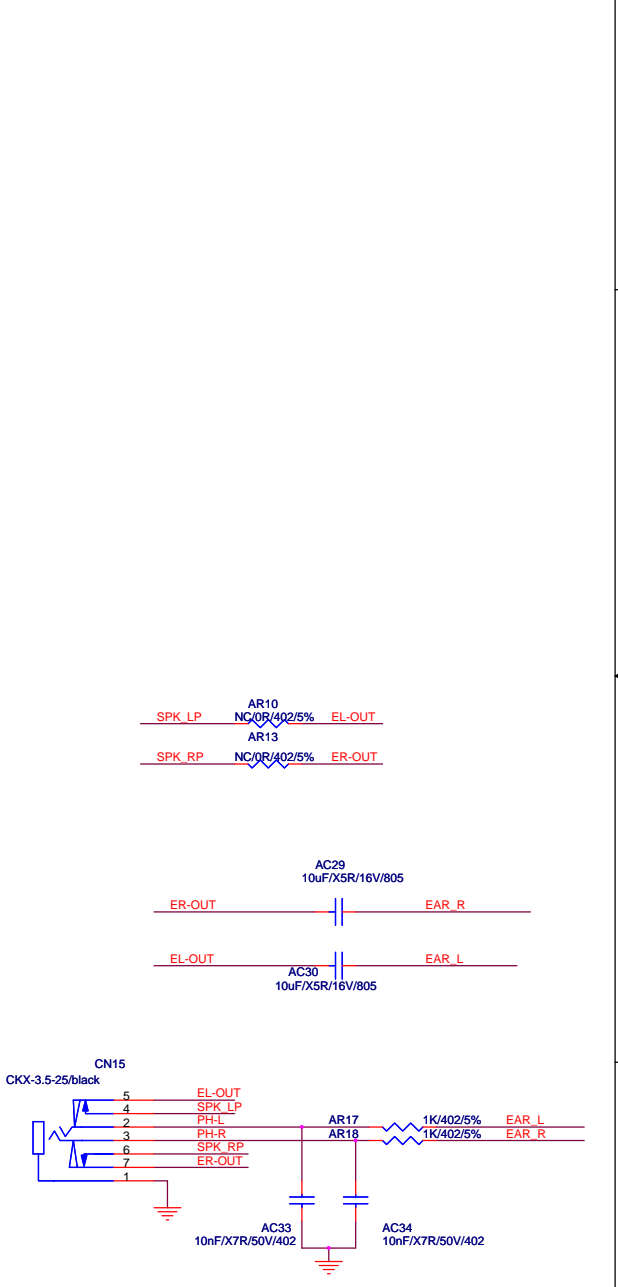 AR10
SPK_LP NC/0R/402/5% EL-OUT
AR13
SPK_RP NC/0R/402/5% ER-OUT
AC29
10uF/X5R/16V/805
ER-OUT EAR_R
EL-OUT EAR_L
AC30
10uF/X5R/16V/805
CN15
CKX-3.5-25/black
5 EL-OUT
4 SPK_LP
2 PH-L AR17 1K/402/5% EAR_L
3 PH-R AR18 1K/402/5% EAR_R
6 SPK_RP
7 ER-OUT
1
AC33 AC34
10nF/X7R/50V/402 10nF/X7R/50V/402